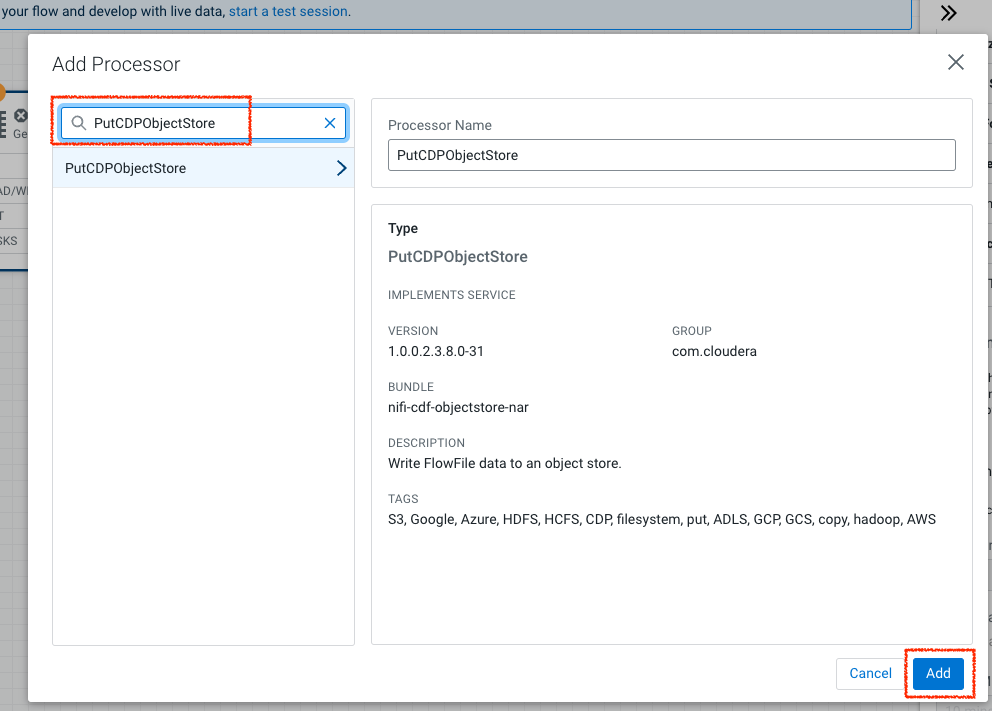 your flow and develop with live data, start a test session.
Add Processor
PutCDPObjectStore
PutCDPObjectStore
Processor Name
PutCDPObjectStore
Type
PutCDPObjectStore
IMPLEMENTS SERVICE
VERSION
GROUP
1.0.0.2.3.8.0-31
com.cloudera
BUNDLE
nifi-cdf-objectstore-nar
DESCRIPTION
Write FlowFile data to an object store.
TAGS
S3, Google, Azure, HDFS, HCFS, CDP, filesystem, put, ADLS, GCP, GCS, copy, hadoop, AWS
Cancel
Add